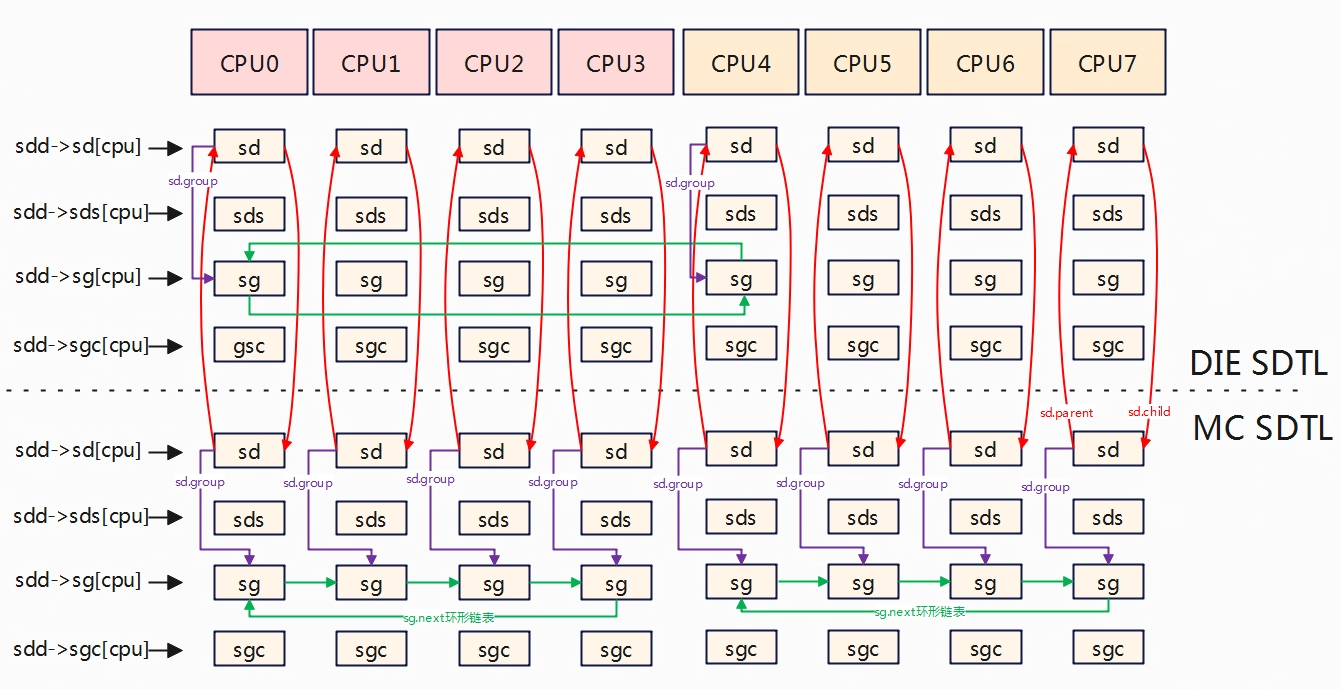 CPU0 CPU1 CPU2 CPU3 CPU4 CPU5 CPU6 CPU7
sdd->sd[cpu] sd sd sd sd sd sd sd sd
sd.group sd.group
sdd->sds[cpu] sds sds sds sds sds sds sds sds
sdd->sg[cpu] sg sg sg sg sg sg sg sg
sdd->sgc[cpu] gsc sgc sgc sgc sgc sgc sgc sgc
DIE SDTL
sd.parent sd.child
MC SDTL
sdd->sd[cpu] sd sd sd sd sd sd sd sd
sd.group sd.group sd.group sd.group sd.group sd.group sd.group sd.group
sdd->sds[cpu] sds sds sds sds sds sds sds sds
sdd->sg[cpu] sg sg sg sg sg sg sg sg
sg.next环形链表 sg.next环形链表
sdd->sgc[cpu] sgc sgc sgc sgc sgc sgc sgc sgc